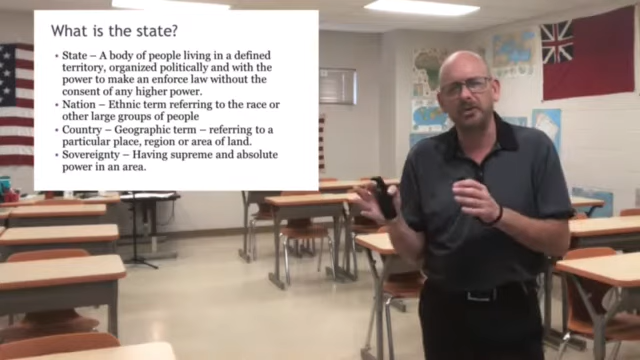 What is the state?
• State – A body of people living in a defined
territory, organized politically and with the
power to make an enforce law without the
consent of any higher power.
• Nation – Ethnic term referring to the race or
other large groups of people
• Country – Geographic term – referring to a
particular place, region or area of land.
• Sovereignty – Having supreme and absolute
power in an area.